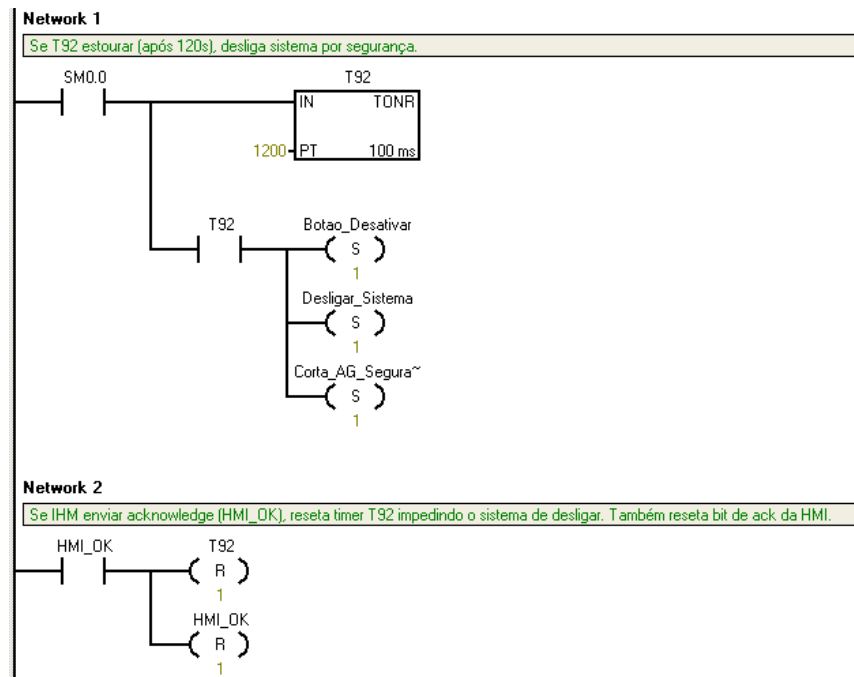 Network 1
Se T92 estourar (após 120s), desliga sistema por segurança.
SM0.0
T92
IN TONR
1200 PT 100 ms
T92
Botao_Desativar
S
1
Desligar_Sistema
S
1
Corta_AG_Segura~
S
1
Network 2
Se IHM enviar acknowledge (HMI_OK), reseta timer T92 impedindo o sistema de desligar. Também reseta bit de ack da HMI.
HMI_OK
T92
R
1
HMI_OK
R
1